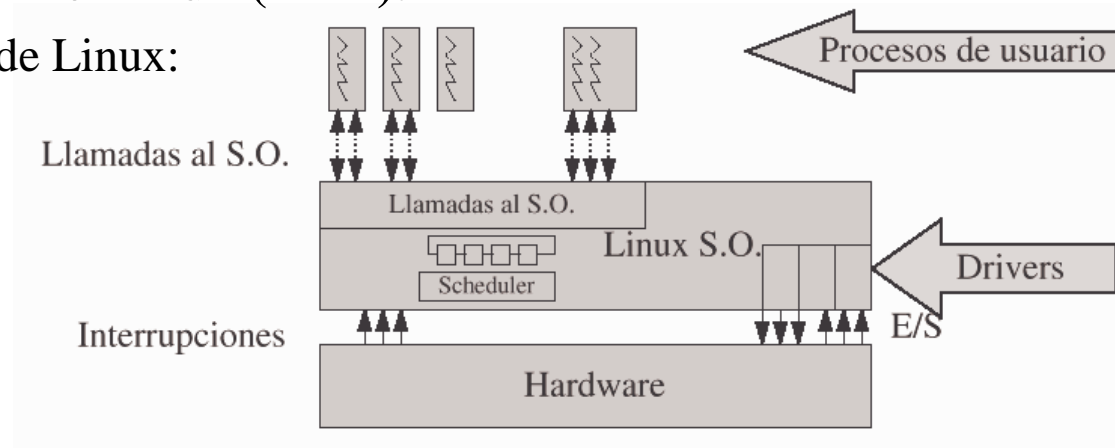 de Linux:
Procesos de usuario
Llamadas al S.O.
Llamadas al S.O.
Linux S.O.
Scheduler
Drivers
Interrupciones
E/S
Hardware